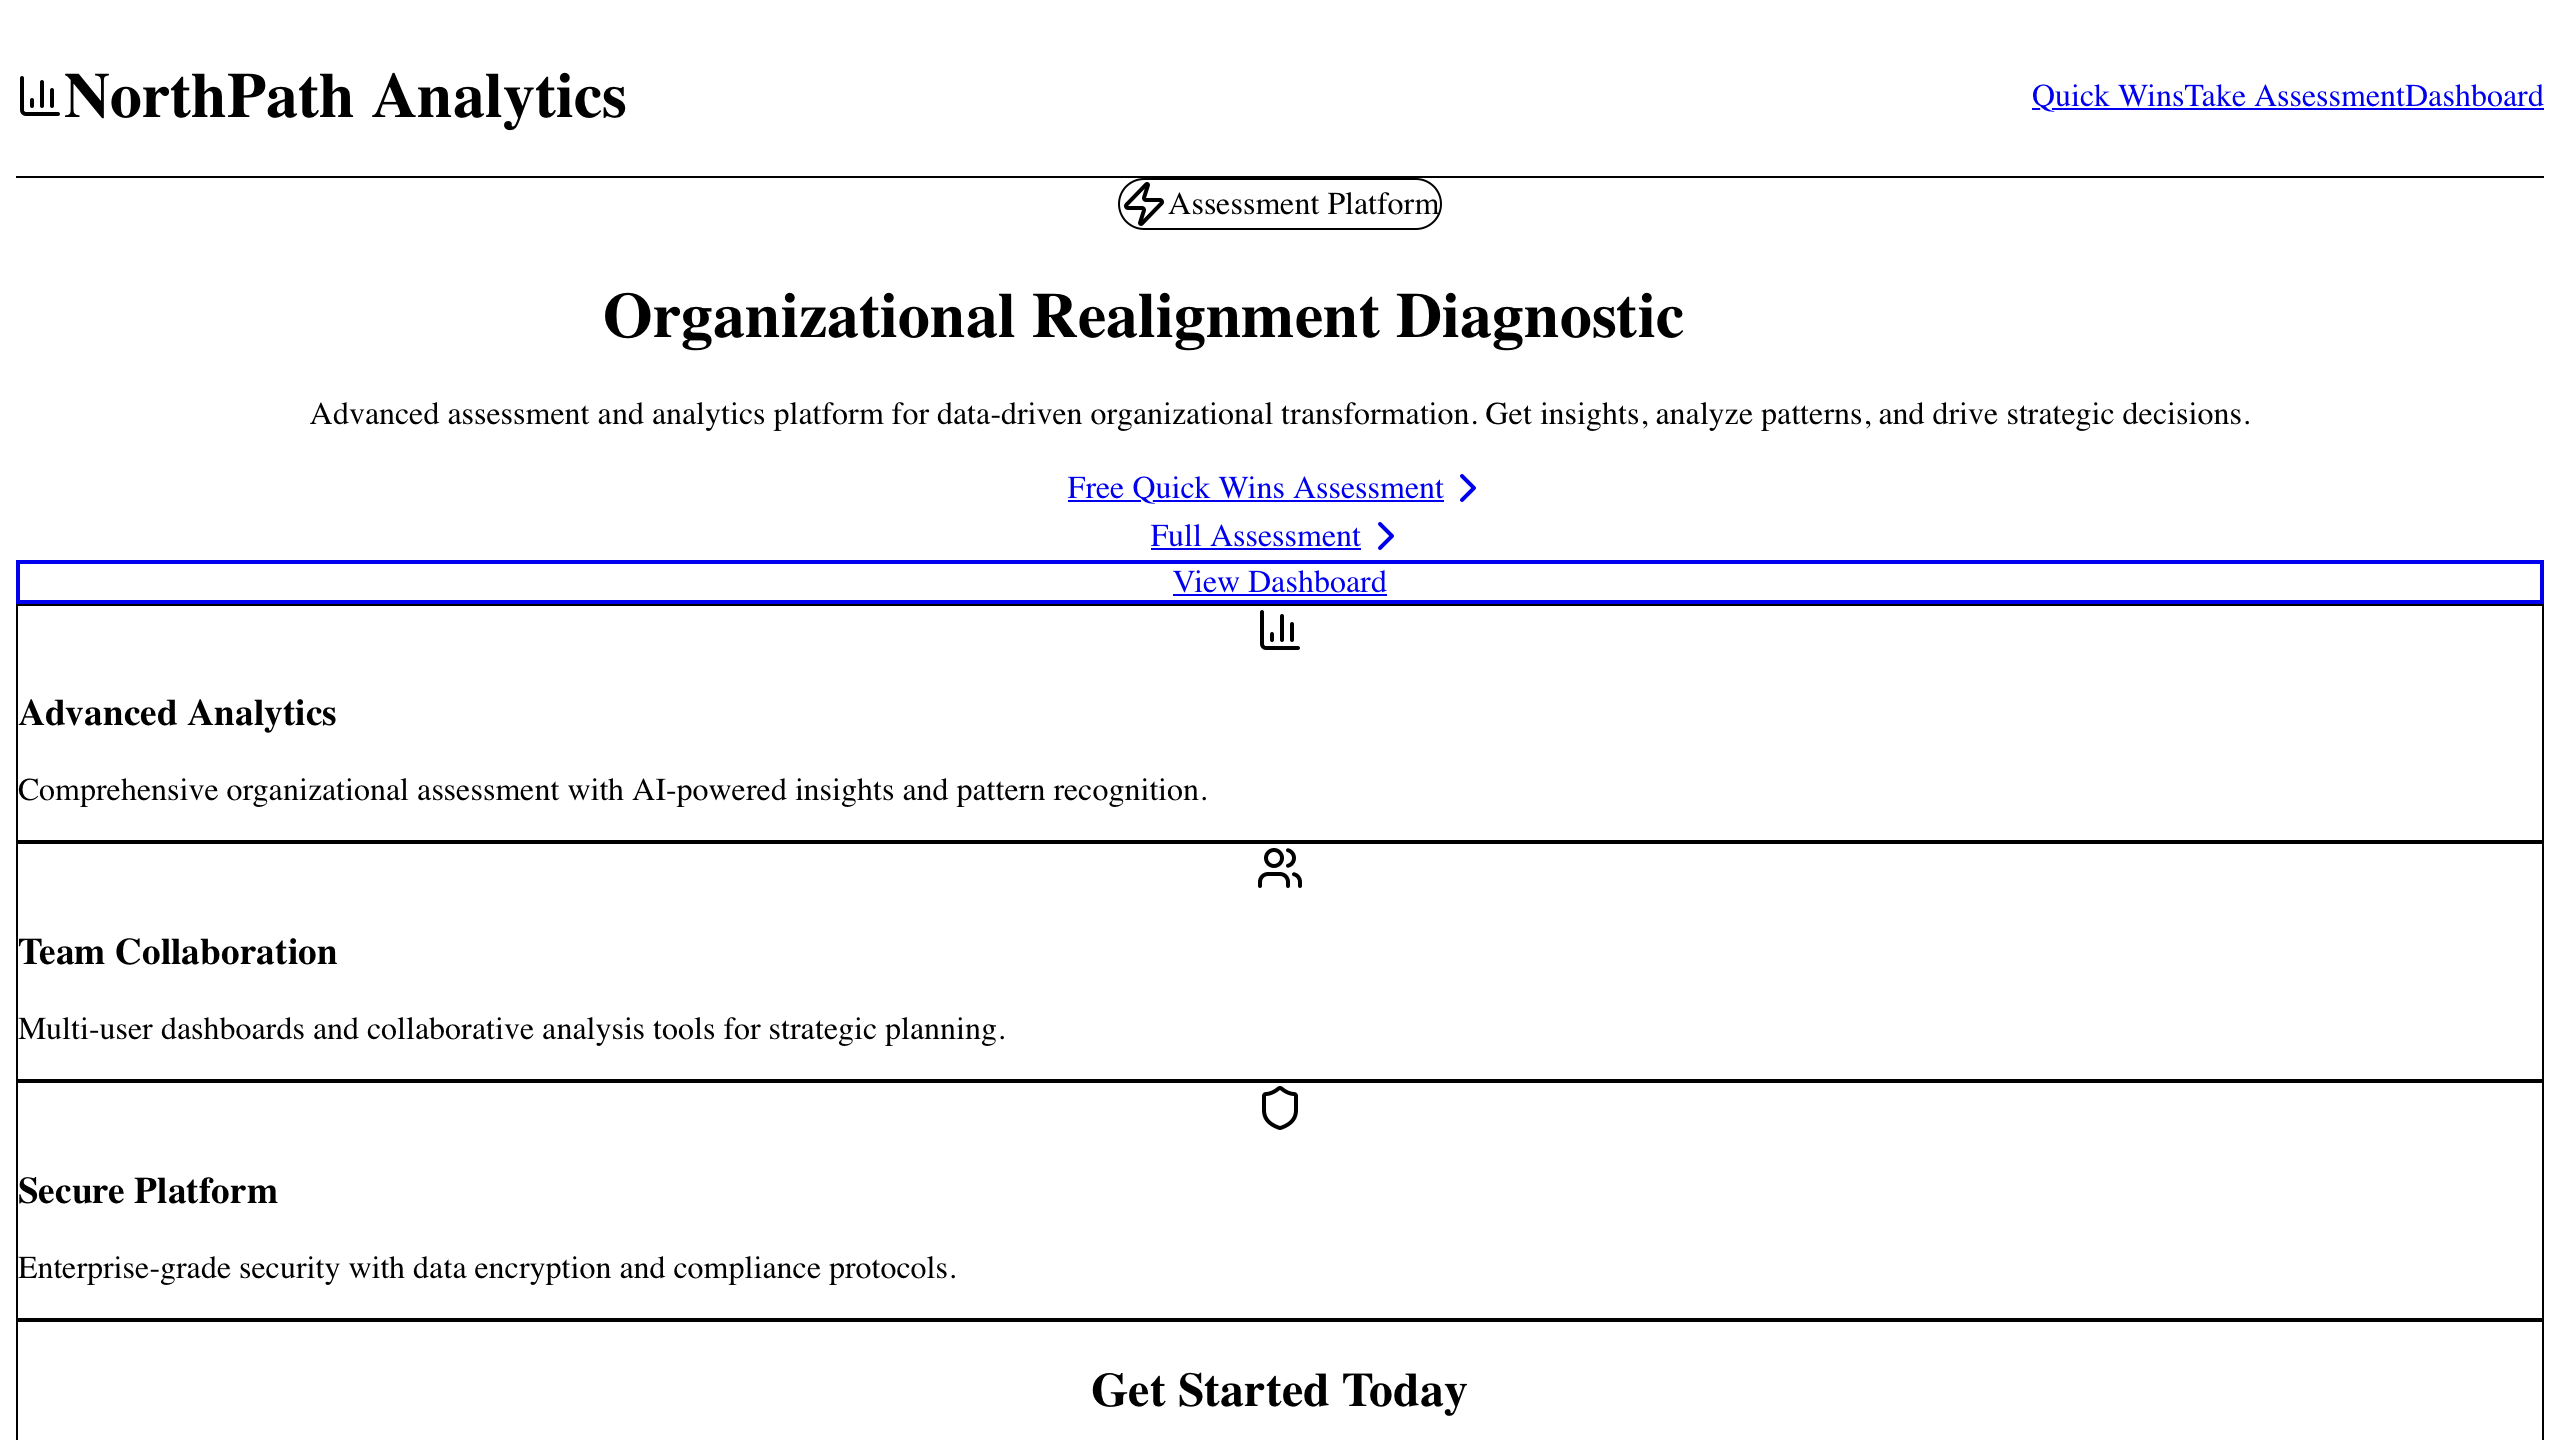 NorthPath Analytics
Quick WinsTake AssessmentDashboard
Assessment Platform
Organizational Realignment Diagnostic
Advanced assessment and analytics platform for data-driven organizational transformation. Get insights, analyze patterns, and drive strategic decisions.
Free Quick Wins Assessment
Full Assessment
View Dashboard
Advanced Analytics
Comprehensive organizational assessment with AI-powered insights and pattern recognition.
Team Collaboration
Multi-user dashboards and collaborative analysis tools for strategic planning.
Secure Platform
Enterprise-grade security with data encryption and compliance protocols.
Get Started Today